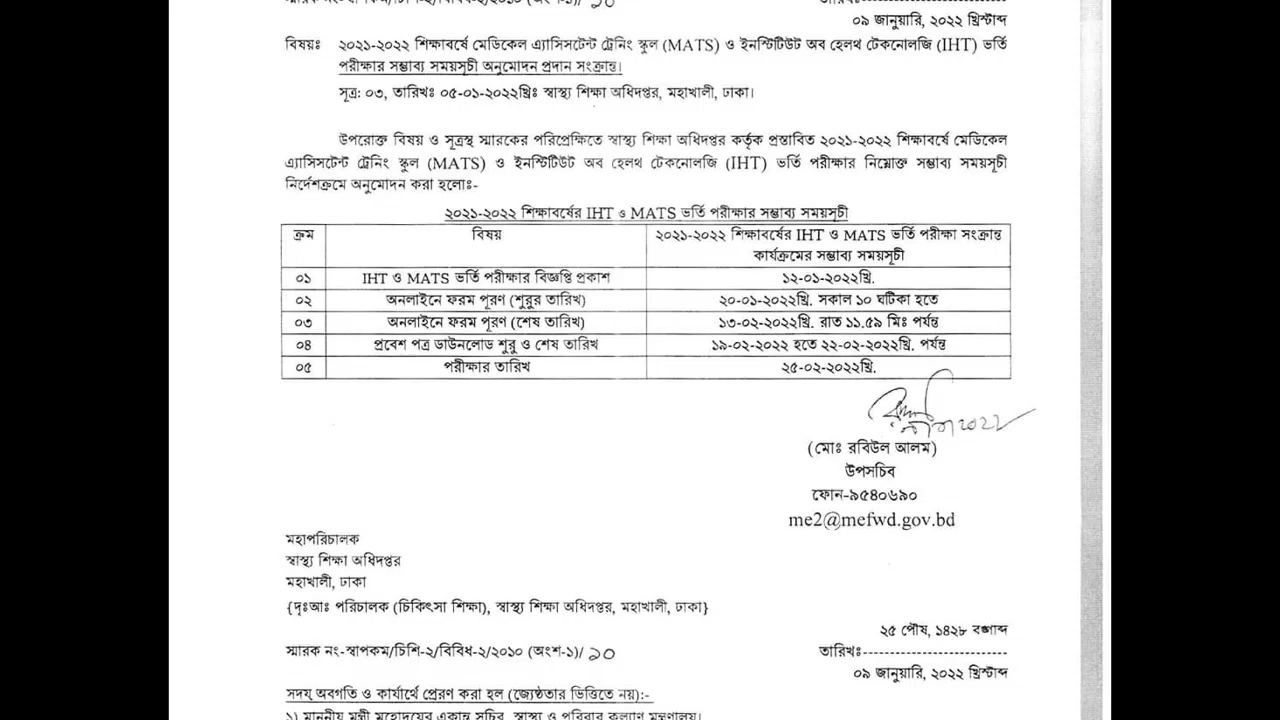 ০৯ জানুয়ারি, ২০২২ খ্রিস্টাব্দ
বিষয়ঃ ২০২১-২০২২ শিক্ষাবর্ষে মেডিকেল এ্যাসিসটেন্ট ট্রেনিং স্কুল (MATS) ও ইনস্টিটিউট অব হেলথ টেকনোলজি (IHT) ভর্তি
পরীক্ষার সম্ভাব্য সময়সূচী অনুমোদন প্রদান সংক্রান্ত।
সূত্র: ০৩, তারিখঃ ০৫-০১-২০২২খ্রিঃ স্বাস্থ্য শিক্ষা অধিদপ্তর, মহাখালী, ঢাকা।
উপরোক্ত বিষয় ও সূত্রস্থ স্মারকের পরিপ্রেক্ষিতে স্বাস্থ্য শিক্ষা অধিদপ্তর কর্তৃক প্রস্তাবিত ২০২১-২০২২ শিক্ষাবর্ষে মেডিকেল
এ্যাসিসটেন্ট ট্রেনিং স্কুল (MATS) ও ইনস্টিটিউট অব হেলথ টেকনোলজি (IHT) ভর্তি পরীক্ষার নিম্নোক্ত সম্ভাব্য সময়সূচী
নির্দেশক্রমে অনুমোদন করা হলোঃ-
২০২১-২০২২ শিক্ষাবর্ষের IHT ও MATS ভর্তি পরীক্ষার সম্ভাব্য সময়সূচী
ক্রম বিষয় ২০২১-২০২২ শিক্ষাবর্ষের IHT ও MATS ভর্তি পরীক্ষা সংক্রান্ত
কার্যক্রমের সম্ভাব্য সময়সূচী
০১ IHT ও MATS ভর্তি পরীক্ষার বিজ্ঞপ্তি প্রকাশ ১২-০১-২০২২খ্রি.
০২ অনলাইনে ফরম পূরণ (শুরুর তারিখ) ২০-০১-২০২২খ্রি. সকাল ১০ ঘটিকা হতে
০৩ অনলাইনে ফরম পূরণ (শেষ তারিখ) ১৩-০২-২০২২খ্রি. রাত ১১.৫৯ মিঃ পর্যন্ত
০৪ প্রবেশ পত্র ডাউনলোড শুরু ও শেষ তারিখ ১৯-০২-২০২২ হতে ২২-০২-২০২২খ্রি. পর্যন্ত
০৫ পরীক্ষার তারিখ ২৫-০২-২০২২খ্রি.
উপসচিব
ফোন-৯৫৪০৬৯০
me2@mefwd.gov.bd
মহাপরিচালক
স্বাস্থ্য শিক্ষা অধিদপ্তর
মহাখালী, ঢাকা
{দৃঃআঃ পরিচালক (চিকিৎসা শিক্ষা), স্বাস্থ্য শিক্ষা অধিদপ্তর, মহাখালী, ঢাকা}
২৫ পৌষ, ১৪২৮ বঙ্গাব্দ
স্মারক নং-স্বাপকম/চিশি-২/বিবিধ-২/২০১০ (অংশ-১)/ ১০ তারিখঃ-
০৯ জানুয়ারি, ২০২২ খ্রিস্টাব্দ
সদয় অবগতি ও কার্যার্থে প্রেরণ করা হল (জ্যেষ্ঠতার ভিত্তিতে নয়):-